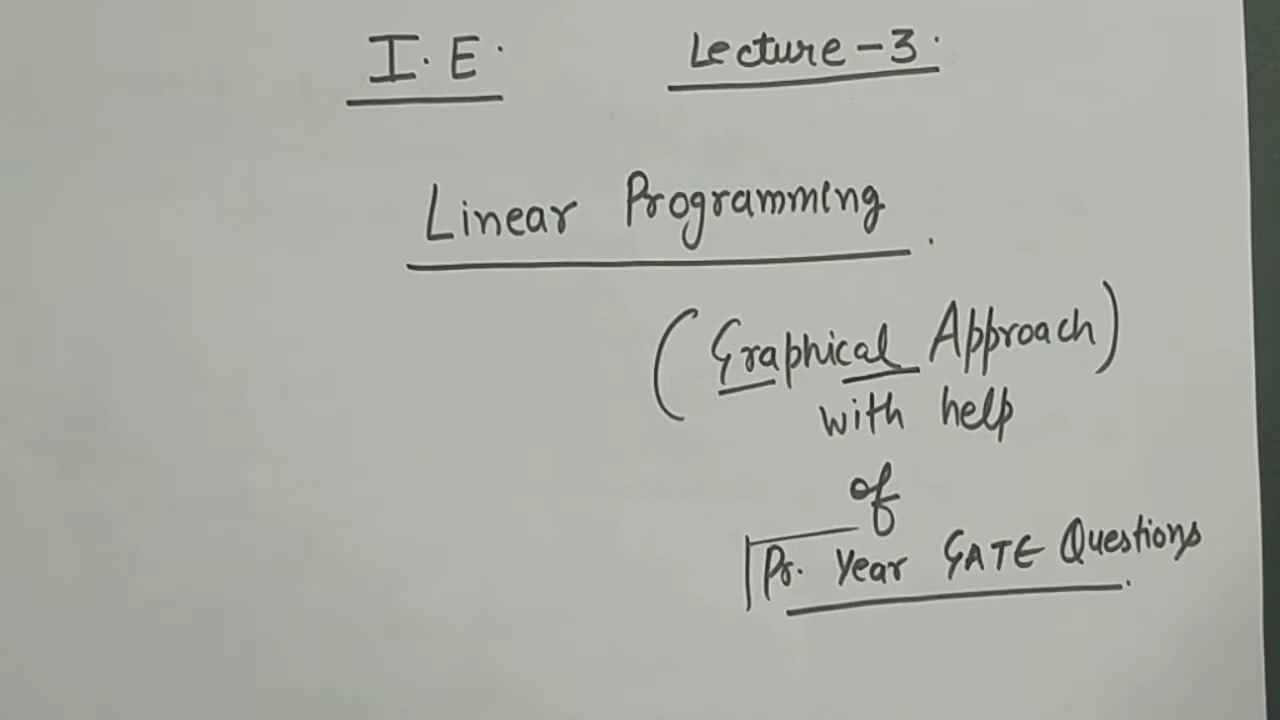 I.E. Lecture-3.
Linear Programming.
(Graphical Approach)
with help
of
Pr. Year GATE Questions.